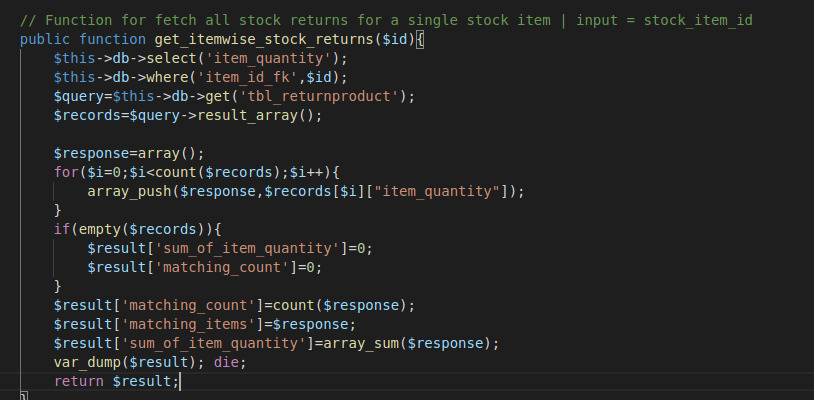 // Function for fetch all stock returns for a single stock item | input = stock_item_id
public function get_itemwise_stock_returns($id){
    $this->db->select('item_quantity');
    $this->db->where('item_id_fk',$id);
    $query=$this->db->get('tbl_returnproduct');
    $records=$query->result_array();

    $response=array();
    for($i=0;$i<count($records);$i++){
        array_push($response,$records[$i]["item_quantity"]);
    }
    if(empty($records)){
        $result['sum_of_item_quantity']=0;
        $result['matching_count']=0;
    }
    $result['matching_count']=count($response);
    $result['matching_items']=$response;
    $result['sum_of_item_quantity']=array_sum($response);
    var_dump($result); die;
    return $result;
}